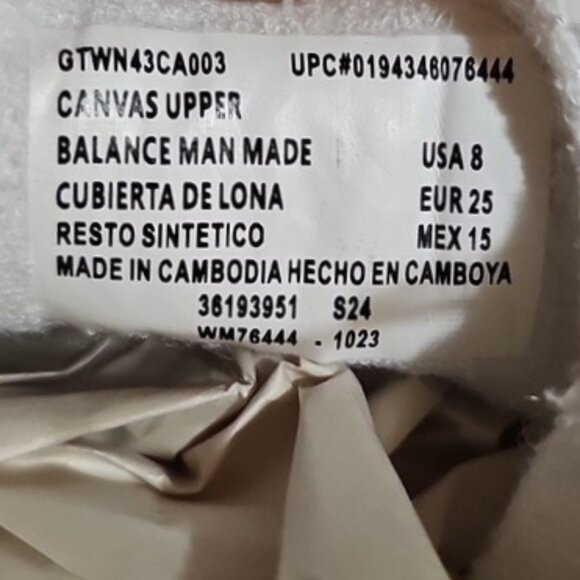 GTWN43CA003 UPC#0194346076444
CANVAS UPPER
BALANCE MAN MADE USA 8
CUBIERTA DE LONA EUR 25
RESTO SINTETICO MEX 15
MADE IN CAMBODIA HECHO EN CAMBOYA
36193951 S24
WM76444 - 1023